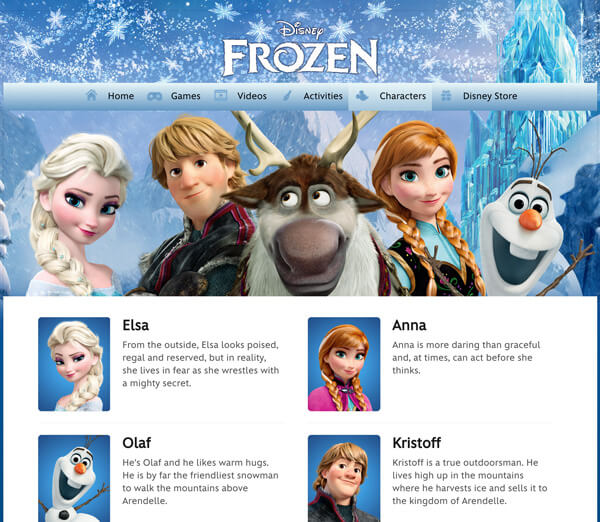 Disney
FROZEN
Home
Games
Videos
Activities
Characters
Disney Store
Elsa
From the outside, Elsa looks poised,
regal and reserved, but in reality,
she lives in fear as she wrestles with
a mighty secret.
Anna
Anna is more daring than graceful
and, at times, can act before she
thinks.
Olaf
He's Olaf and he likes warm hugs.
He is by far the friendliest snowman
to walk the mountains above
Arendelle.
Kristoff
Kristoff is a true outdoorsman. He
lives high up in the mountains
where he harvests ice and sells it to
the kingdom of Arendelle.